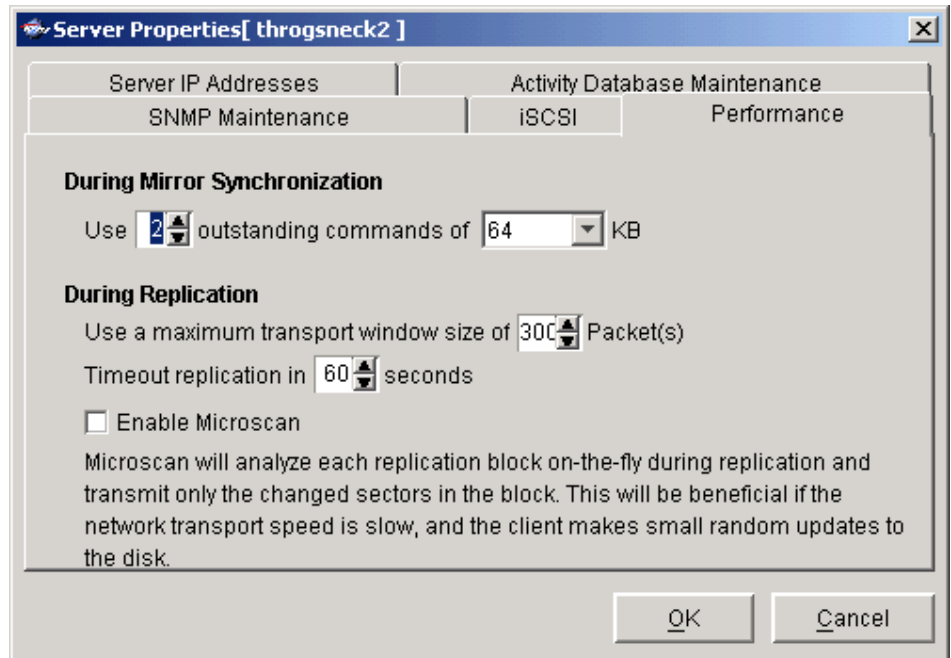 Server Properties[ throgsneck2 ]
Server IP Addresses
Activity Database Maintenance
SNMP Maintenance
iSCSI
Performance
During Mirror Synchronization
Use 2 outstanding commands of 64 KB
During Replication
Use a maximum transport window size of 300 Packet(s)
Timeout replication in 60 seconds
Enable Microscan
Microscan will analyze each replication block on-the-fly during replication and
transmit only the changed sectors in the block. This will be beneficial if the
network transport speed is slow, and the client makes small random updates to
the disk.
OK
Cancel